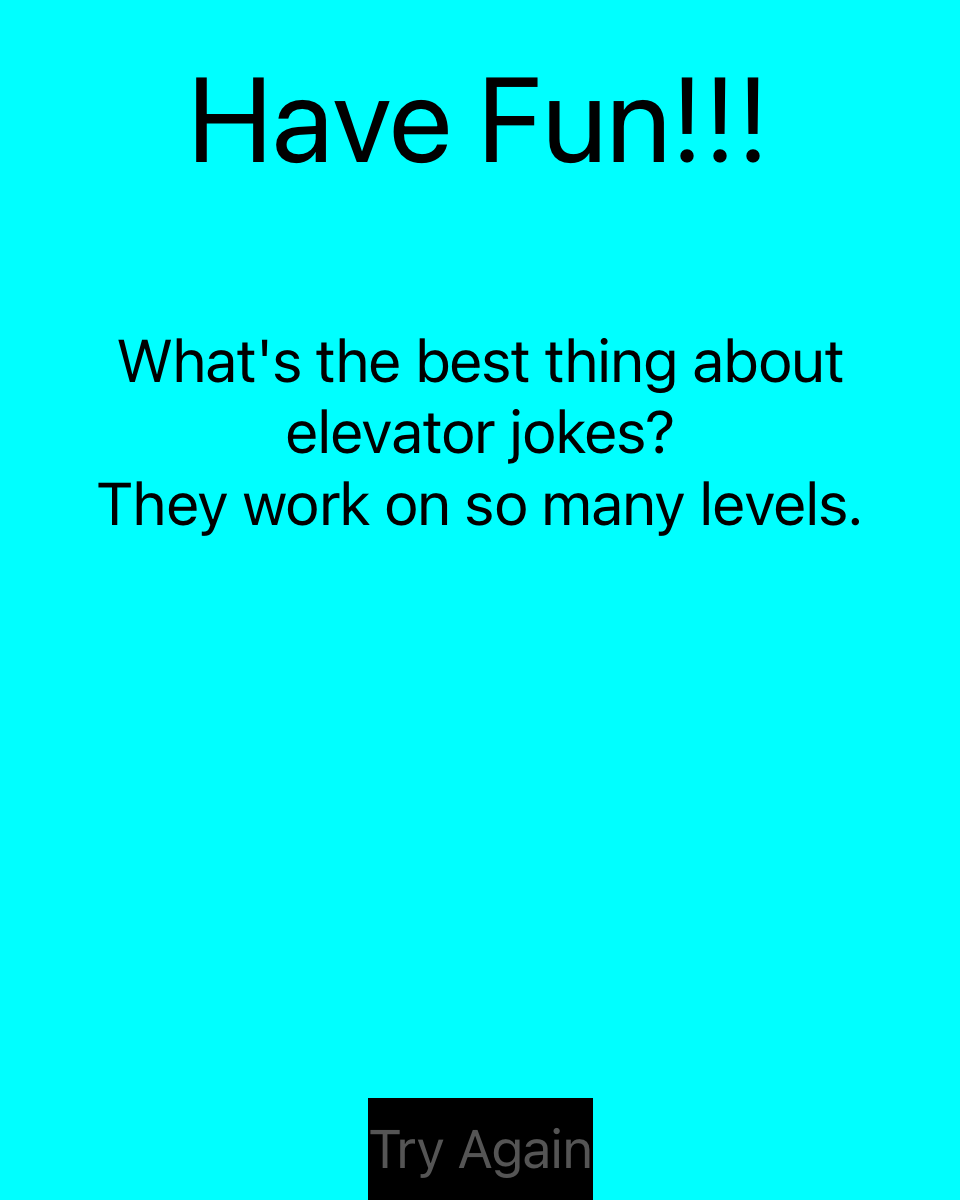 Have Fun!!!
What's the best thing about
elevator jokes?
They work on so many levels.
Try Again